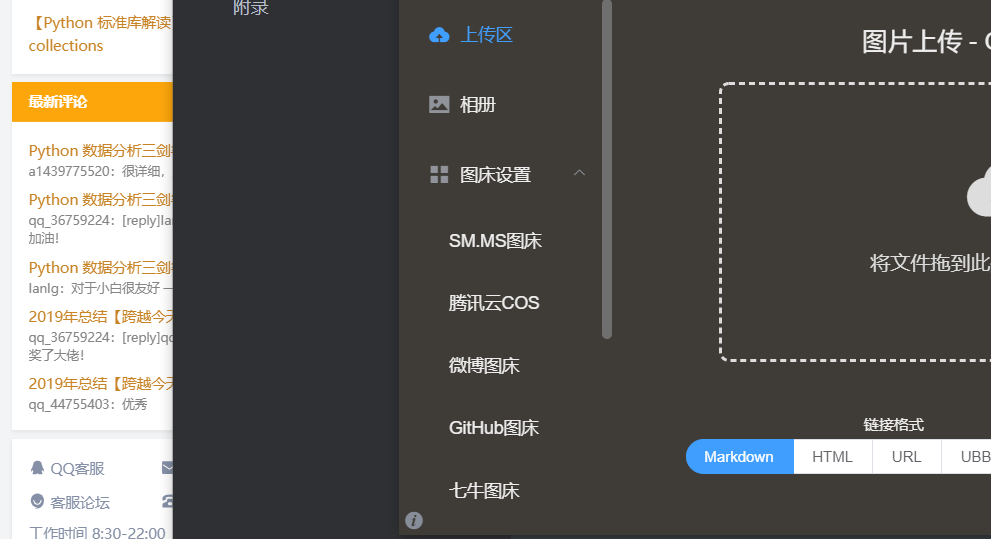 【Python 标准库解读
collections
最新评论
Python 数据分析三剑
a1439775520：很详细，
Python 数据分析三剑
qq_36759224：[reply]la
加油！
Python 数据分析三剑
lanlg：对于小白很友好 —
2019年总结【跨越今天
qq_36759224：[reply]qc
奖了大佬！
2019年总结【跨越今天
qq_44755403：优秀
QQ客服
客服论坛
工作时间 8:30-22:00
附录
上传区
相册
图床设置
SM.MS图床
腾讯云COS
微博图床
GitHub图床
七牛图床
图片上传 -
将文件拖到此
链接格式
Markdown
HTML
URL
UBB